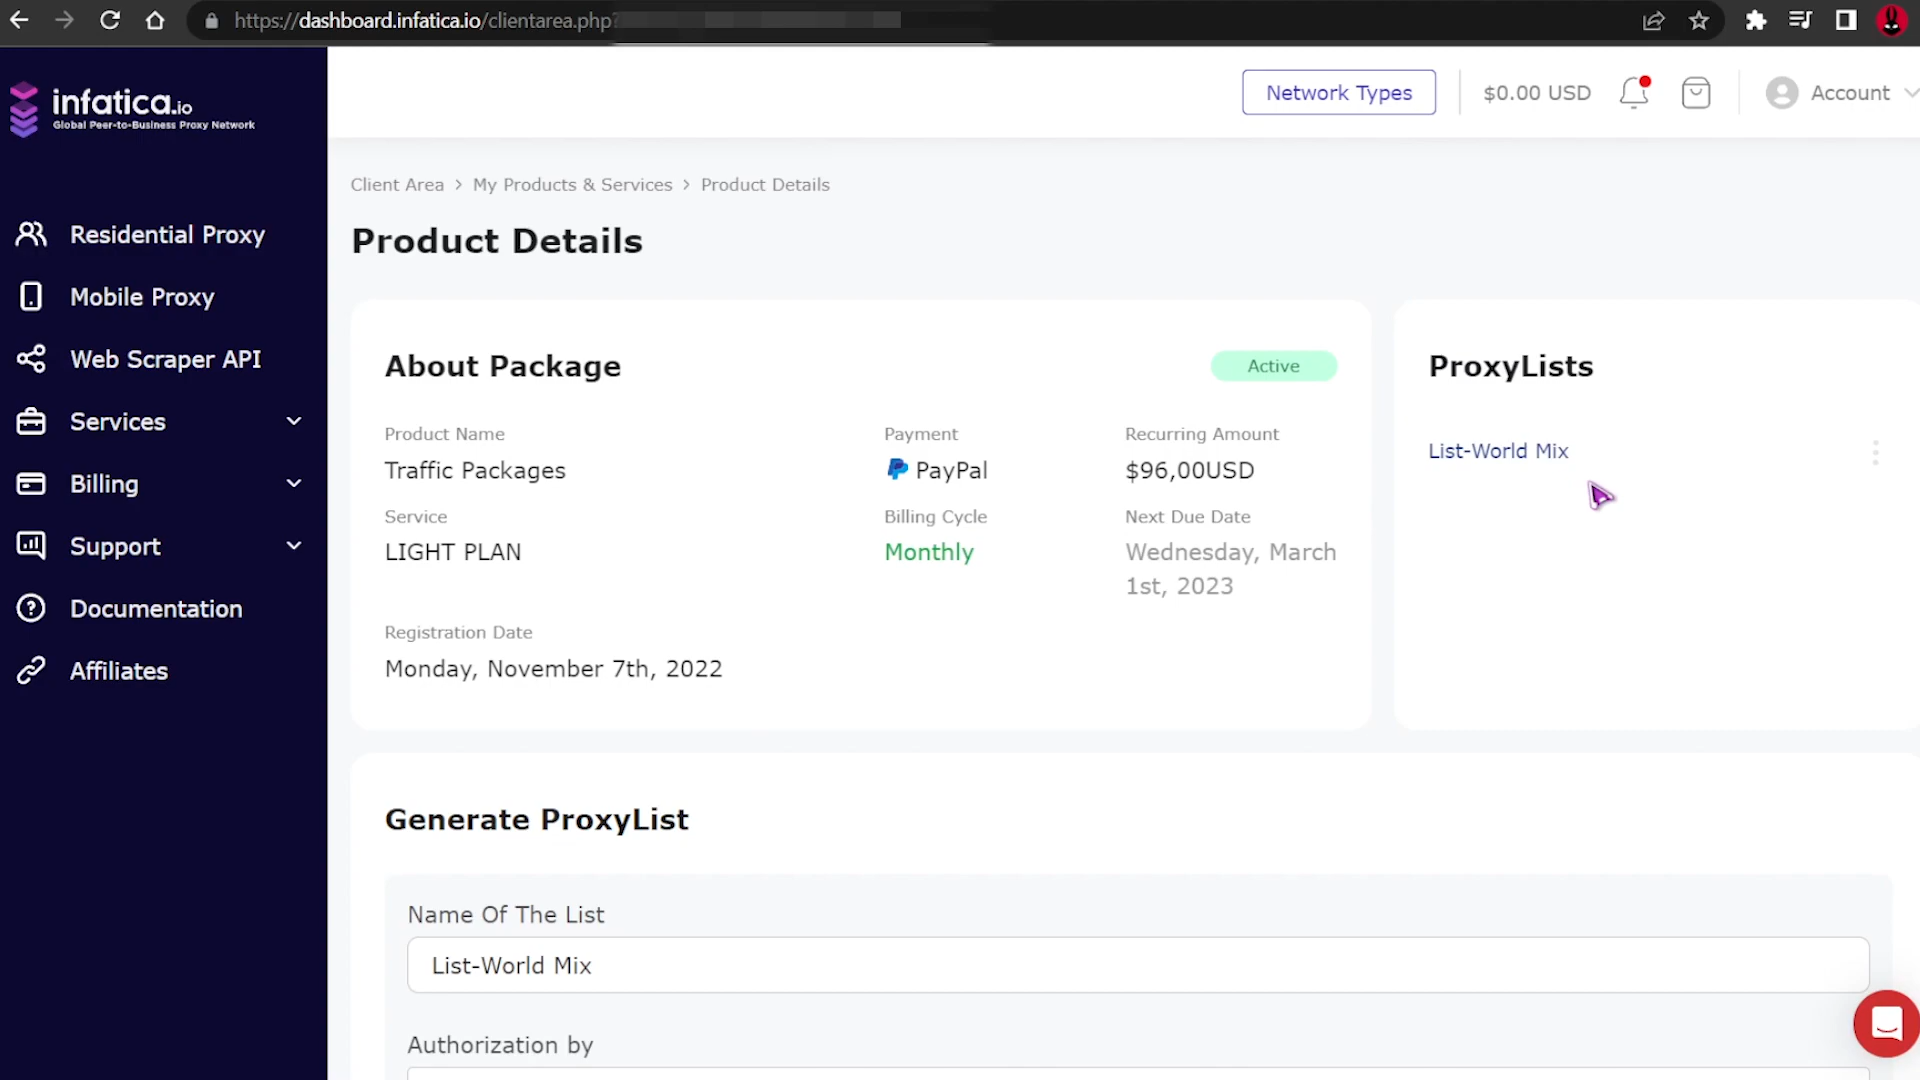 https://dashboard.infatica.io/clientarea.php?
infatica.io
Global Peer-to-Business Proxy Network
Network Types
$0.00 USD
Account
Residential Proxy
Mobile Proxy
Web Scraper API
Services
Billing
Support
Documentation
Affiliates
Client Area > My Products & Services > Product Details
Product Details
About Package
Active
Product Name
Traffic Packages
Payment
PayPal
Recurring Amount
$96,00USD
Service
LIGHT PLAN
Billing Cycle
Monthly
Next Due Date
Wednesday, March
1st, 2023
Registration Date
Monday, November 7th, 2022
ProxyLists
List-World Mix
Generate ProxyList
Name Of The List
List-World Mix
Authorization by